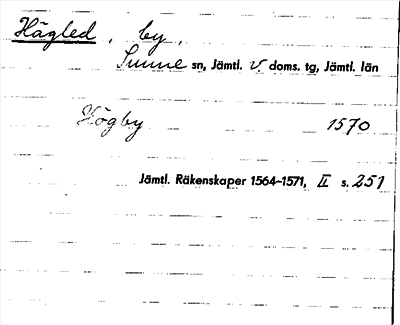 Hägled, by,
Sunne sn, Jämtl. v. doms. tg, Jämtl. län
Högby 1570
Jämtl. Räkenskaper 1564–1571, II s. 251